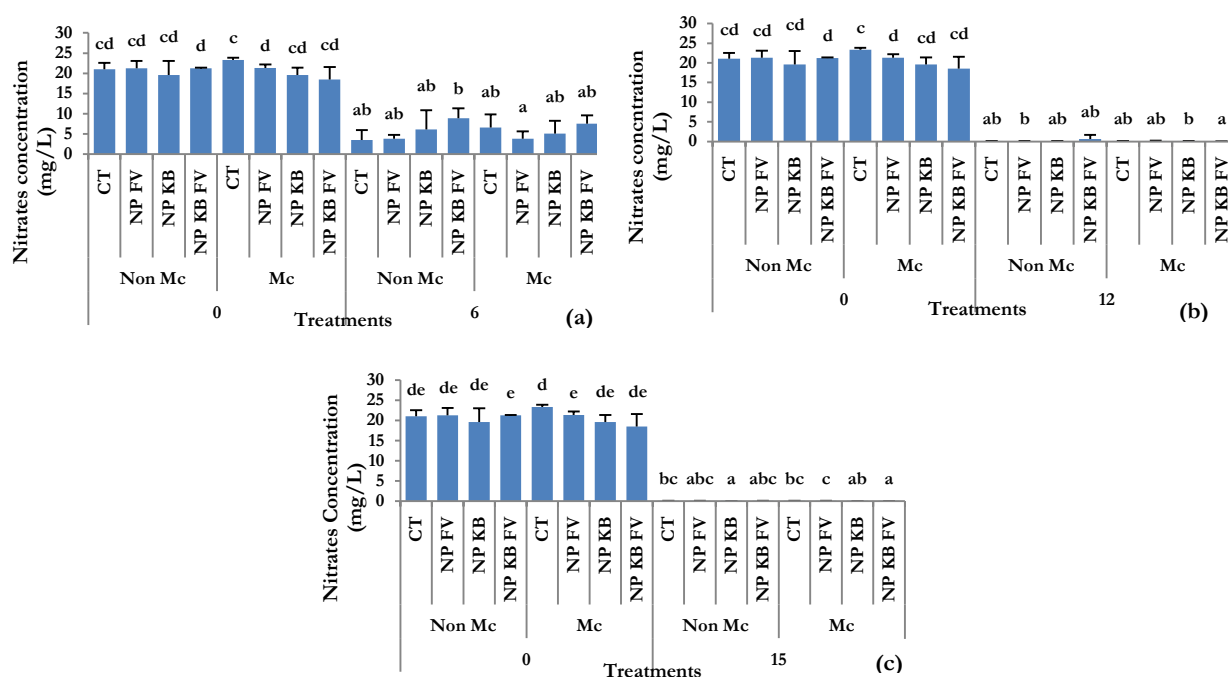 Nitrates concentration
(mg/L)
30
25
20
15
10
5
0
cd cd cd d c d cd cd
ab ab ab b ab a ab ab
CT NP FV NP KB NP KB FV CT NP FV NP KB NP KB FV CT NP FV NP KB NP KB FV CT NP FV NP KB NP KB FV
Non Mc Mc Non Mc Mc
0 6
Treatments
(a)
Nitrates concntration
(mg/L)
30
25
20
15
10
5
0
cd cd cd d c d cd cd
ab b ab ab ab ab b a
CT NP FV NP KB NP KB FV CT NP FV NP KB NP KB FV CT NP FV NP KB NP KB FV CT NP FV NP KB NP KB FV
Non Mc Mc Non Mc Mc
0 12
Treatments
(b)
Nitrates Concentration
(mg/L)
30
25
20
15
10
5
0
de de de e d e de de
bc abc a abc bc c ab a
CT NP FV NP KB NP KB FV CT NP FV NP KB NP KB FV CT NP FV NP KB NP KB FV CT NP FV NP KB NP KB FV
Non Mc Mc Non Mc Mc
0 15
Treatments
(c)